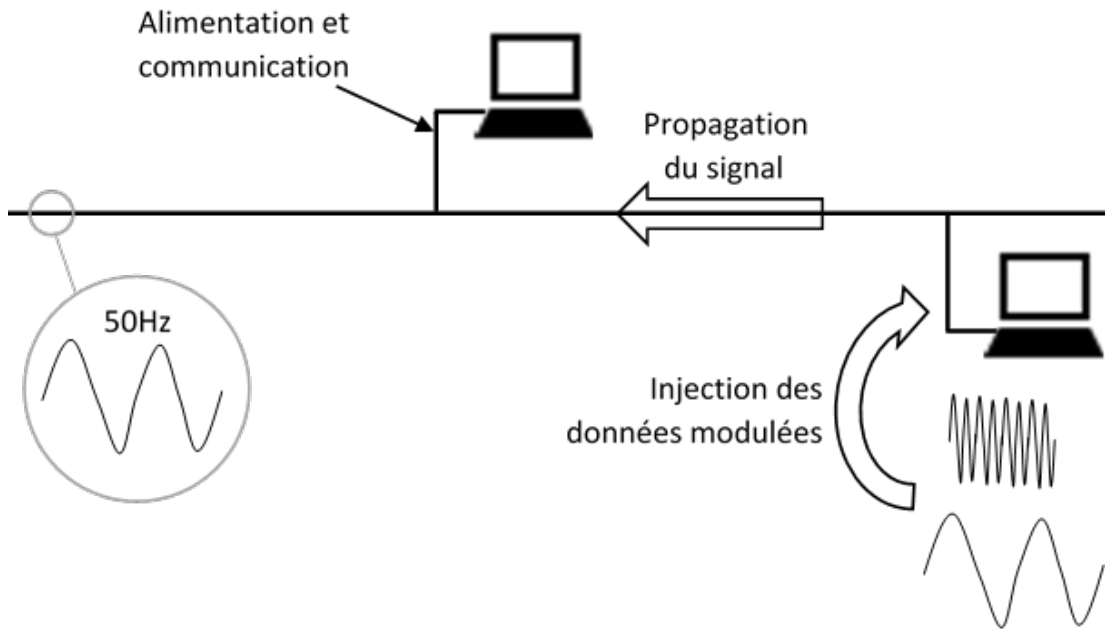 Alimentation et
communication
Propagation
du signal
50Hz
Injection des
données modulées